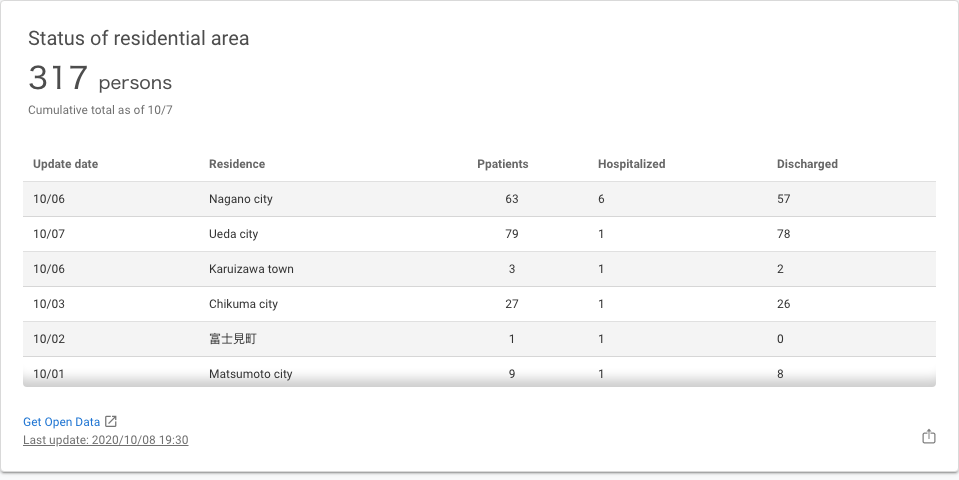 Status of residential area
317 persons
Cumulative total as of 10/7
Update date Residence Ppatients Hospitalized Discharged
10/06 Nagano city 63 6 57
10/07 Ueda city 79 1 78
10/06 Karuizawa town 3 1 2
10/03 Chikuma city 27 1 26
10/02 富士見町 1 1 0
10/01 Matsumoto city 9 1 8
Get Open Data
Last update: 2020/10/08 19:30